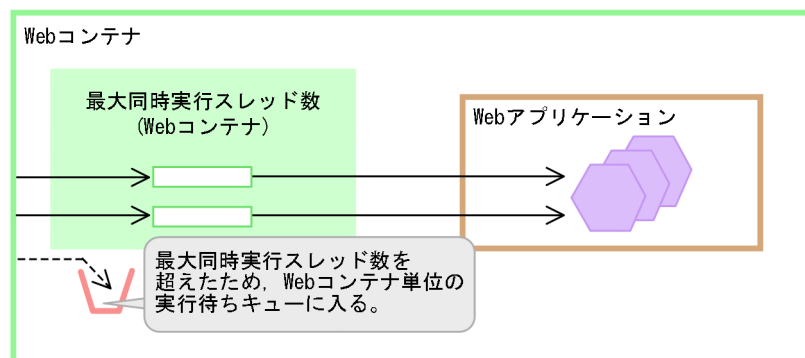 Webコンテナ
最大同時実行スレッド数
(Webコンテナ)
Webアプリケーション
最大同時実行スレッド数を
超えたため，Webコンテナ単位の
実行待ちキューに入る。